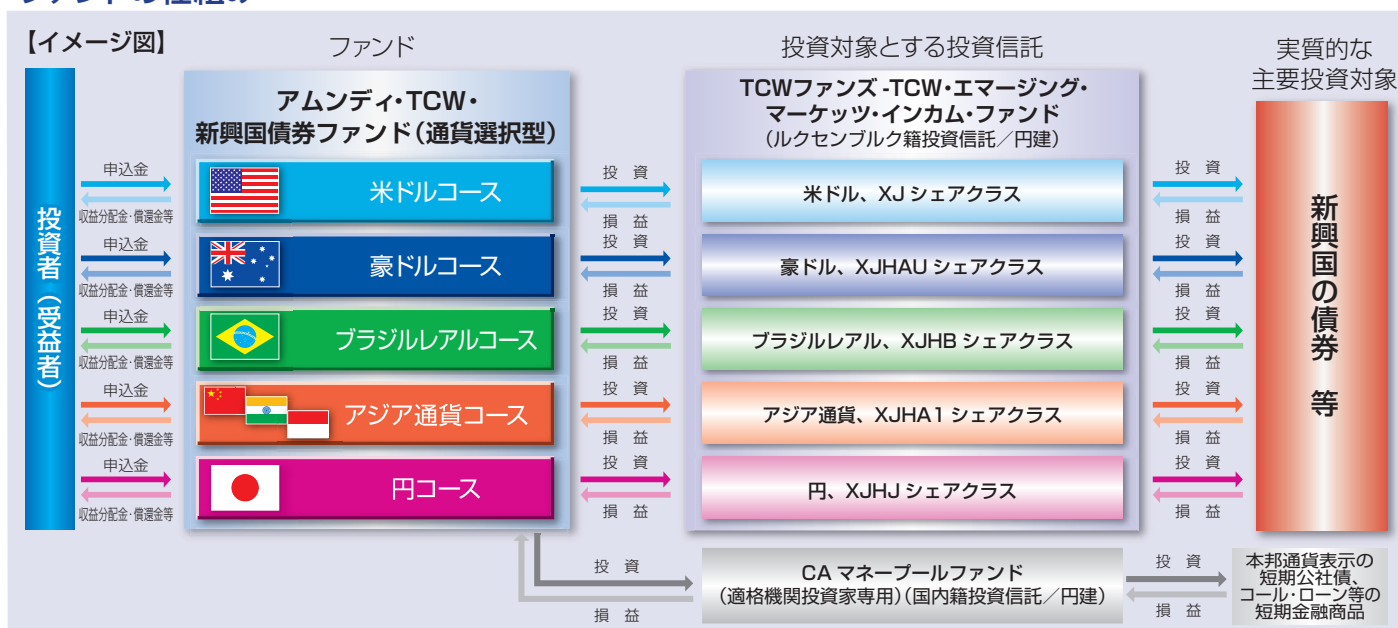 【イメージ図】
ファンド
投資対象とする投資信託
実質的な
主要投資対象
投資者（受益者）
アムンディ・TCW・
新興国債券ファンド（通貨選択型）
TCWファンズ -TCW・エマージング・
マーケッツ・インカム・ファンド
（ルクセンブルク籍投資信託／円建）
申込金
収益分配金・償還金等
米ドルコース
投 資
損 益
米ドル、XJ シェアクラス
投 資
損 益
申込金
収益分配金・償還金等
豪ドルコース
投 資
損 益
豪ドル、XJHAU シェアクラス
投 資
損 益
申込金
収益分配金・償還金等
ブラジルレアルコース
投 資
損 益
ブラジルレアル、XJHB シェアクラス
投 資
損 益
申込金
収益分配金・償還金等
アジア通貨コース
投 資
損 益
アジア通貨、XJHA1 シェアクラス
投 資
損 益
申込金
収益分配金・償還金等
円コース
投 資
損 益
円、XJHJ シェアクラス
投 資
損 益
新興国の債券 等
投 資
損 益
CA マネープールファンド
（適格機関投資家専用）（国内籍投資信託／円建）
投 資
損 益
本邦通貨表示の
短期公社債、
コール・ローン等の
短期金融商品